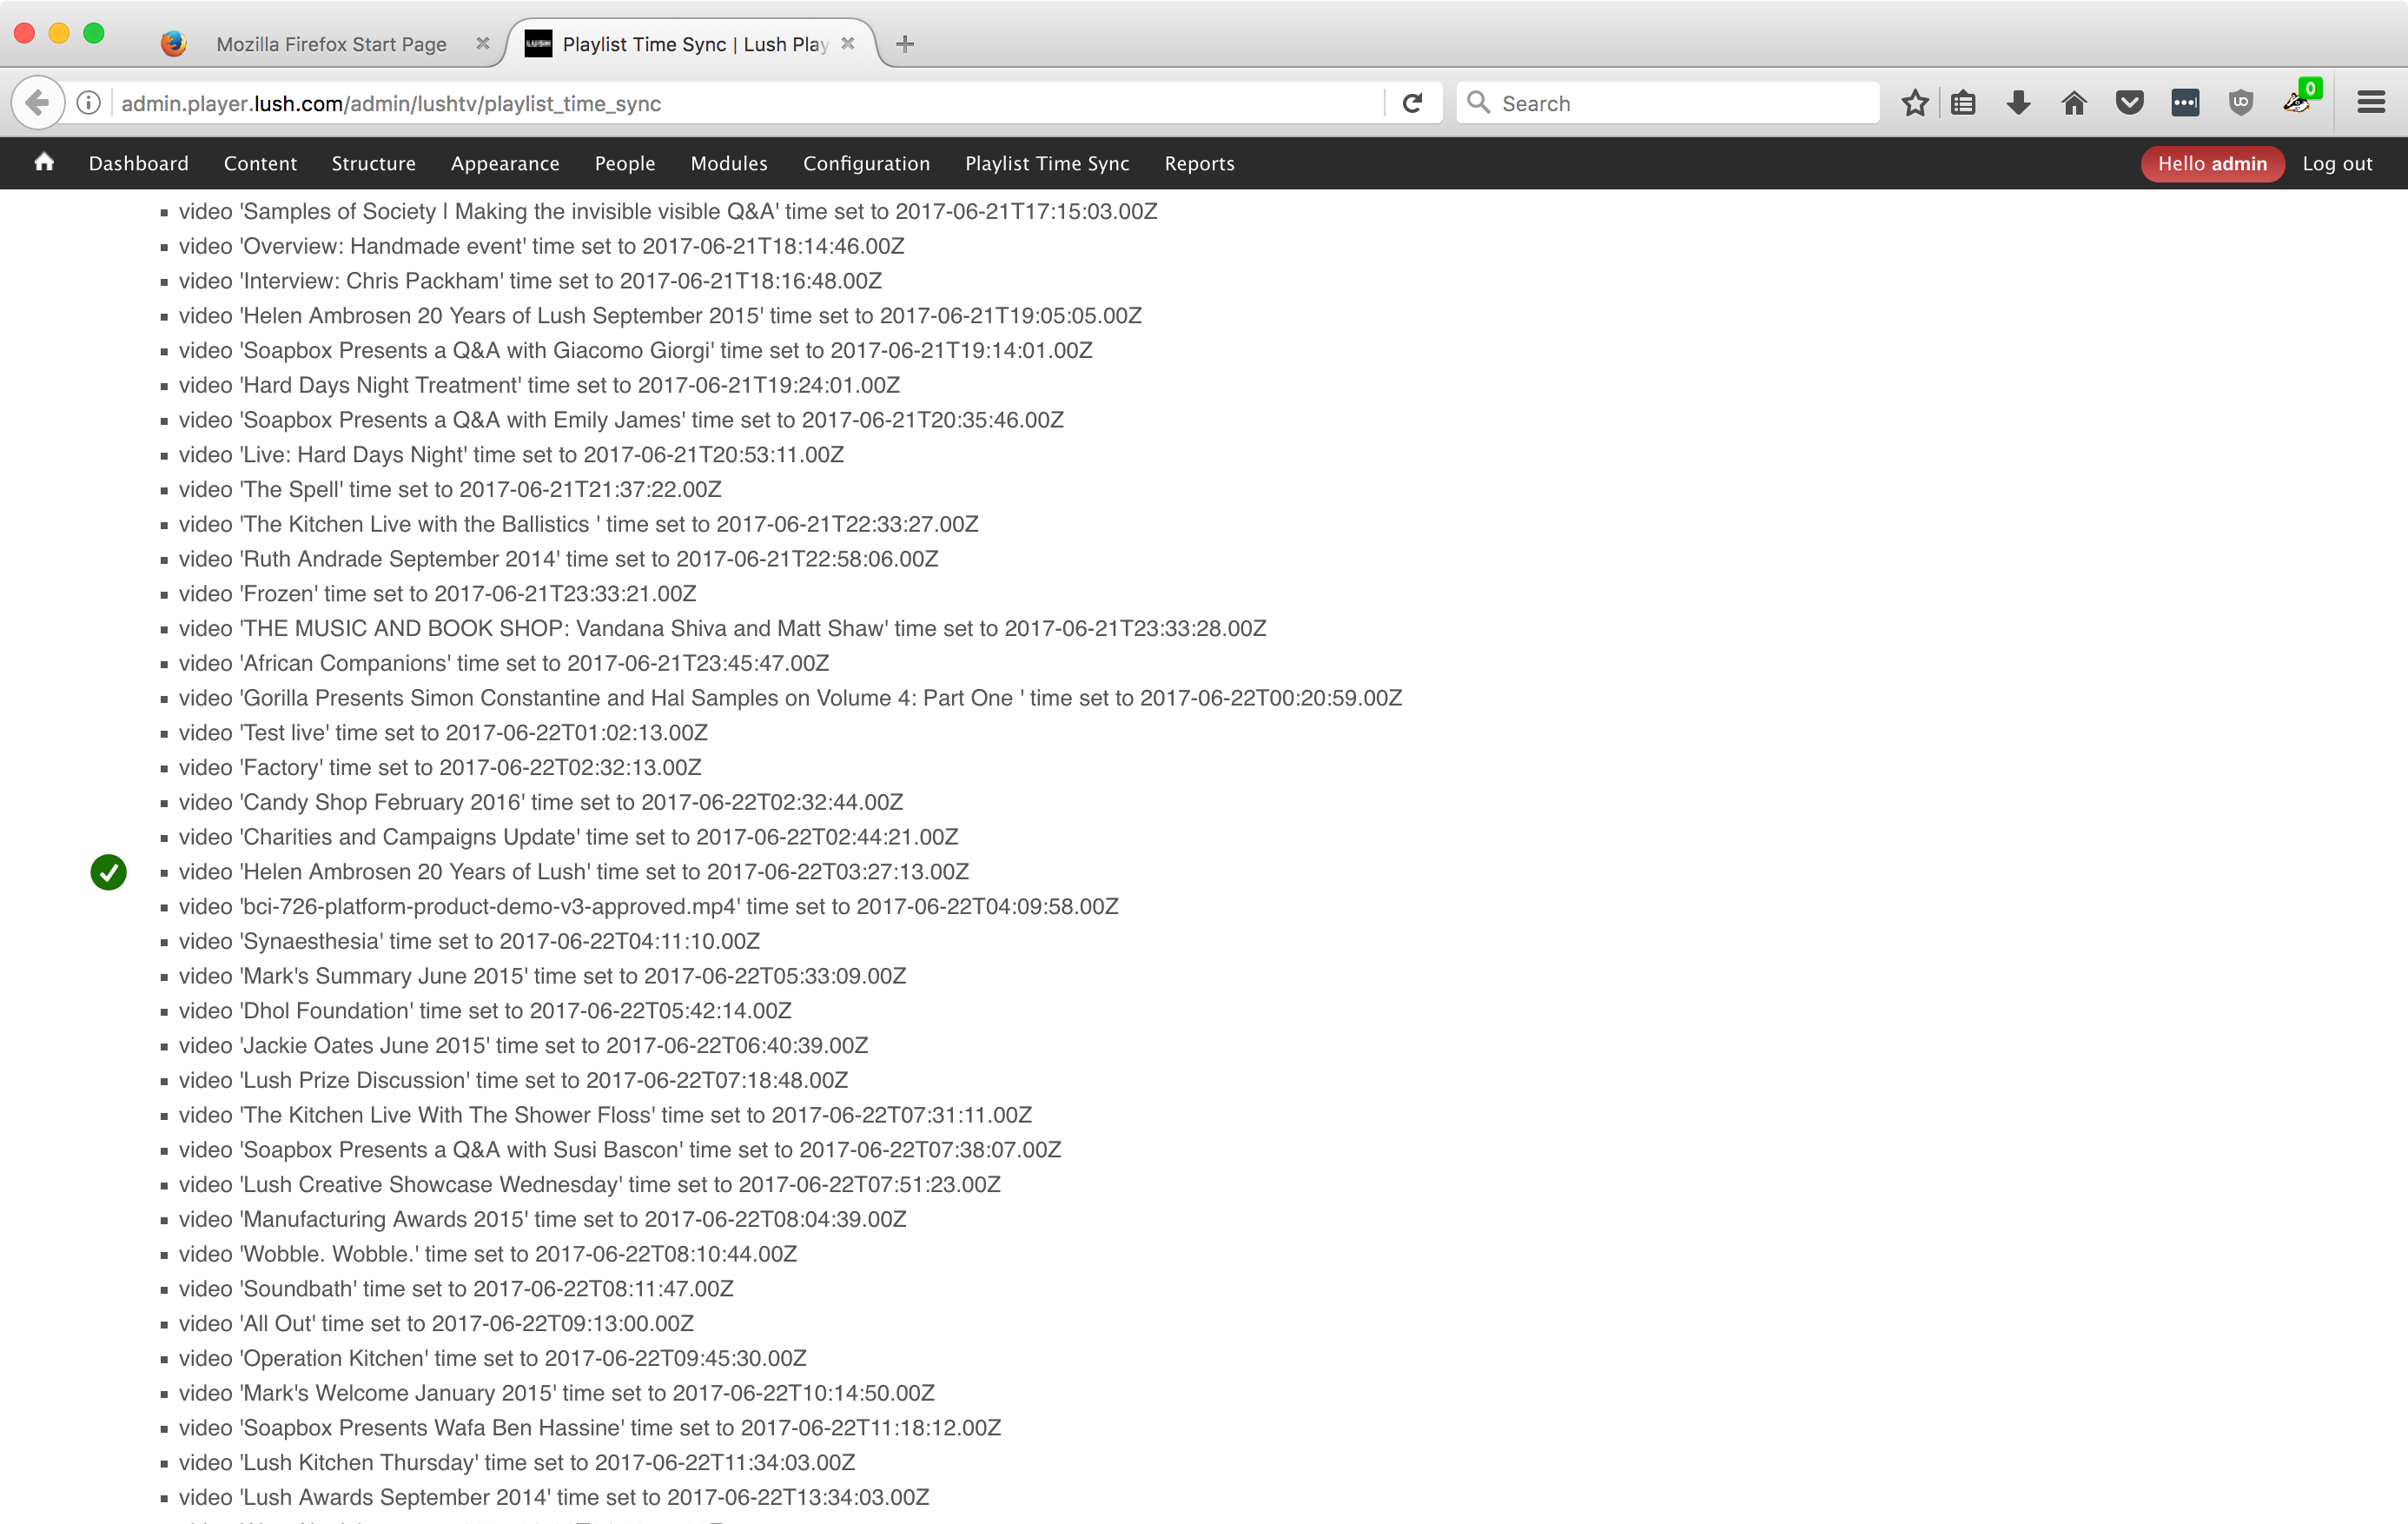 Mozilla Firefox Start Page
Playlist Time Sync | Lush Play
admin.player.lush.com/admin/lushtv/playlist_time_sync
Search
0
Dashboard Content Structure Appearance People Modules Configuration Playlist Time Sync Reports Hello admin Log out
video 'Samples of Society | Making the invisible visible Q&A' time set to 2017-06-21T17:15:03.00Z
video 'Overview: Handmade event' time set to 2017-06-21T18:14:46.00Z
video 'Interview: Chris Packham' time set to 2017-06-21T18:16:48.00Z
video 'Helen Ambrosen 20 Years of Lush September 2015' time set to 2017-06-21T19:05:05.00Z
video 'Soapbox Presents a Q&A with Giacomo Giorgi' time set to 2017-06-21T19:14:01.00Z
video 'Hard Days Night Treatment' time set to 2017-06-21T19:24:01.00Z
video 'Soapbox Presents a Q&A with Emily James' time set to 2017-06-21T20:35:46.00Z
video 'Live: Hard Days Night' time set to 2017-06-21T20:53:11.00Z
video 'The Spell' time set to 2017-06-21T21:37:22.00Z
video 'The Kitchen Live with the Ballistics ' time set to 2017-06-21T22:33:27.00Z
video 'Ruth Andrade September 2014' time set to 2017-06-21T22:58:06.00Z
video 'Frozen' time set to 2017-06-21T23:33:21.00Z
video 'THE MUSIC AND BOOK SHOP: Vandana Shiva and Matt Shaw' time set to 2017-06-21T23:33:28.00Z
video 'African Companions' time set to 2017-06-21T23:45:47.00Z
video 'Gorilla Presents Simon Constantine and Hal Samples on Volume 4: Part One ' time set to 2017-06-22T00:20:59.00Z
video 'Test live' time set to 2017-06-22T01:02:13.00Z
video 'Factory' time set to 2017-06-22T02:32:13.00Z
video 'Candy Shop February 2016' time set to 2017-06-22T02:32:44.00Z
video 'Charities and Campaigns Update' time set to 2017-06-22T02:44:21.00Z
video 'Helen Ambrosen 20 Years of Lush' time set to 2017-06-22T03:27:13.00Z
video 'bci-726-platform-product-demo-v3-approved.mp4' time set to 2017-06-22T04:09:58.00Z
video 'Synaesthesia' time set to 2017-06-22T04:11:10.00Z
video 'Mark's Summary June 2015' time set to 2017-06-22T05:33:09.00Z
video 'Dhol Foundation' time set to 2017-06-22T05:42:14.00Z
video 'Jackie Oates June 2015' time set to 2017-06-22T06:40:39.00Z
video 'Lush Prize Discussion' time set to 2017-06-22T07:18:48.00Z
video 'The Kitchen Live With The Shower Floss' time set to 2017-06-22T07:31:11.00Z
video 'Soapbox Presents a Q&A with Susi Bascon' time set to 2017-06-22T07:38:07.00Z
video 'Lush Creative Showcase Wednesday' time set to 2017-06-22T07:51:23.00Z
video 'Manufacturing Awards 2015' time set to 2017-06-22T08:04:39.00Z
video 'Wobble. Wobble.' time set to 2017-06-22T08:10:44.00Z
video 'Soundbath' time set to 2017-06-22T08:11:47.00Z
video 'All Out' time set to 2017-06-22T09:13:00.00Z
video 'Operation Kitchen' time set to 2017-06-22T09:45:30.00Z
video 'Mark's Welcome January 2015' time set to 2017-06-22T10:14:50.00Z
video 'Soapbox Presents Wafa Ben Hassine' time set to 2017-06-22T11:18:12.00Z
video 'Lush Kitchen Thursday' time set to 2017-06-22T11:34:03.00Z
video 'Lush Awards September 2014' time set to 2017-06-22T13:34:03.00Z